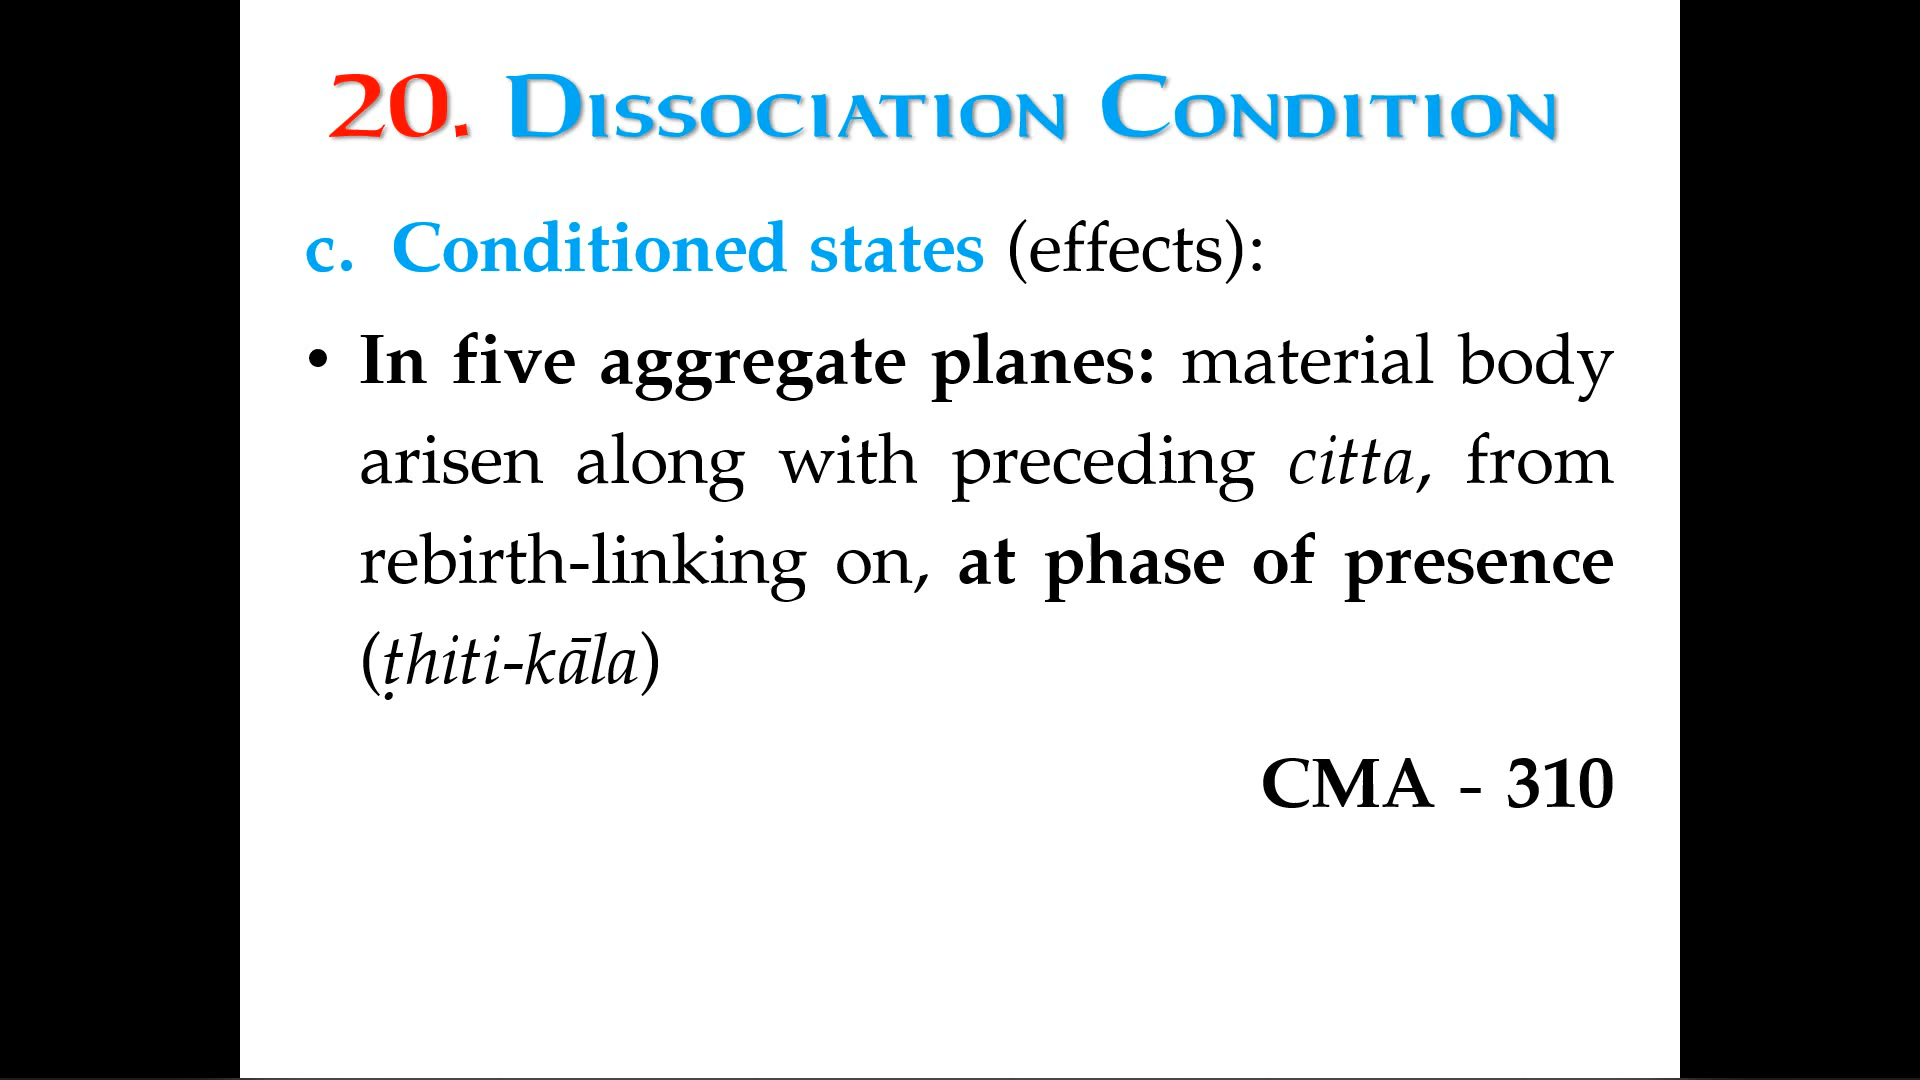 20. Dissociation Condition
c. Conditioned states (effects):
• In five aggregate planes: material body
arisen along with preceding citta, from
rebirth-linking on, at phase of presence
(ṭhiti-kāla)
CMA - 310